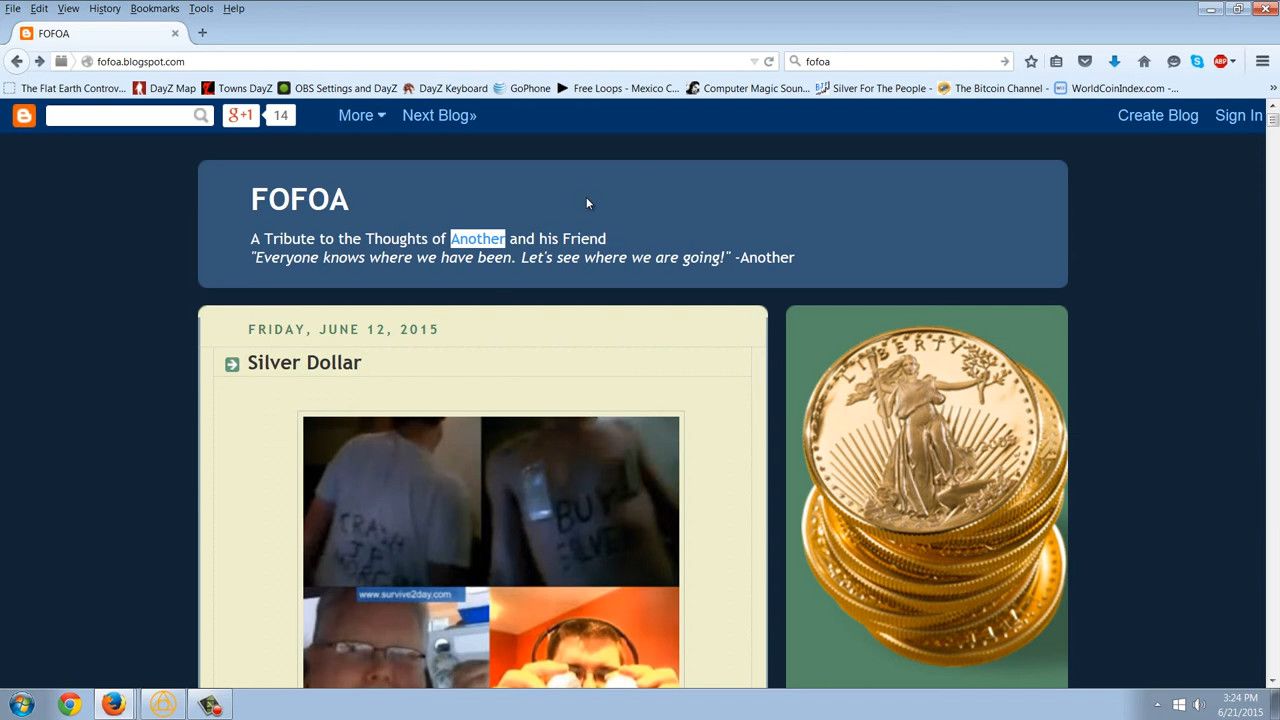 File Edit View History Bookmarks Tools Help
FOFOA
fofoa.blogspot.com
fofoa
ABP
The Flat Earth Controv... DayZ Map Towns DayZ OBS Settings and DayZ DayZ Keyboard GoPhone Free Loops - Mexico C... Computer Magic Soun... Silver For The People - ... The Bitcoin Channel - ... WorldCoinIndex.com -...
g+1 14 More Next Blog» Create Blog Sign In
FOFOA
A Tribute to the Thoughts of Another and his Friend
"Everyone knows where we have been. Let's see where we are going!" -Another
FRIDAY, JUNE 12, 2015
Silver Dollar
LIBERTY
CRASH
JP
BUY
SILVER
www.survive2day.com
3:24 PM
6/21/2015